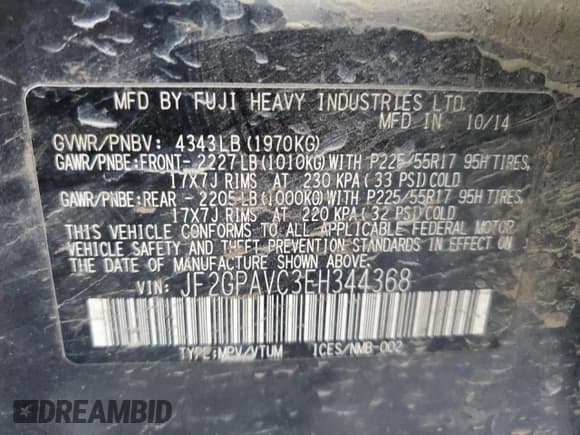 MFD BY FUJI HEAVY INDUSTRIES LTD.
MFD IN 10/14
GVWR/PNBV: 4343LB(1970KG)
GAWR/PNBE:FRONT- 2227LB(1010KG)WITH P225/55R17 95H TIRES,
17X7J RIMS AT 230 KPA(33 PSI)COLD
GAWR/PNBE:REAR - 2205LB(1000KG)WITH P225/55R17 95H TIRES,
17X7J RIMS AT 220 KPA(32 PSI)COLD
THIS VEHICLE CONFORMS TO ALL APPLICABLE FEDERAL MOTOR
VEHICLE SAFETY AND THEFT PREVENTION STANDARDS IN EFFECT ON
THE DATE OF MANUFACTURE SHOWN ABOVE.
VIN: JF2GPAVC3EH344368
TYPE:MPV/VTUM ICES/NMB-002
DREAMBID